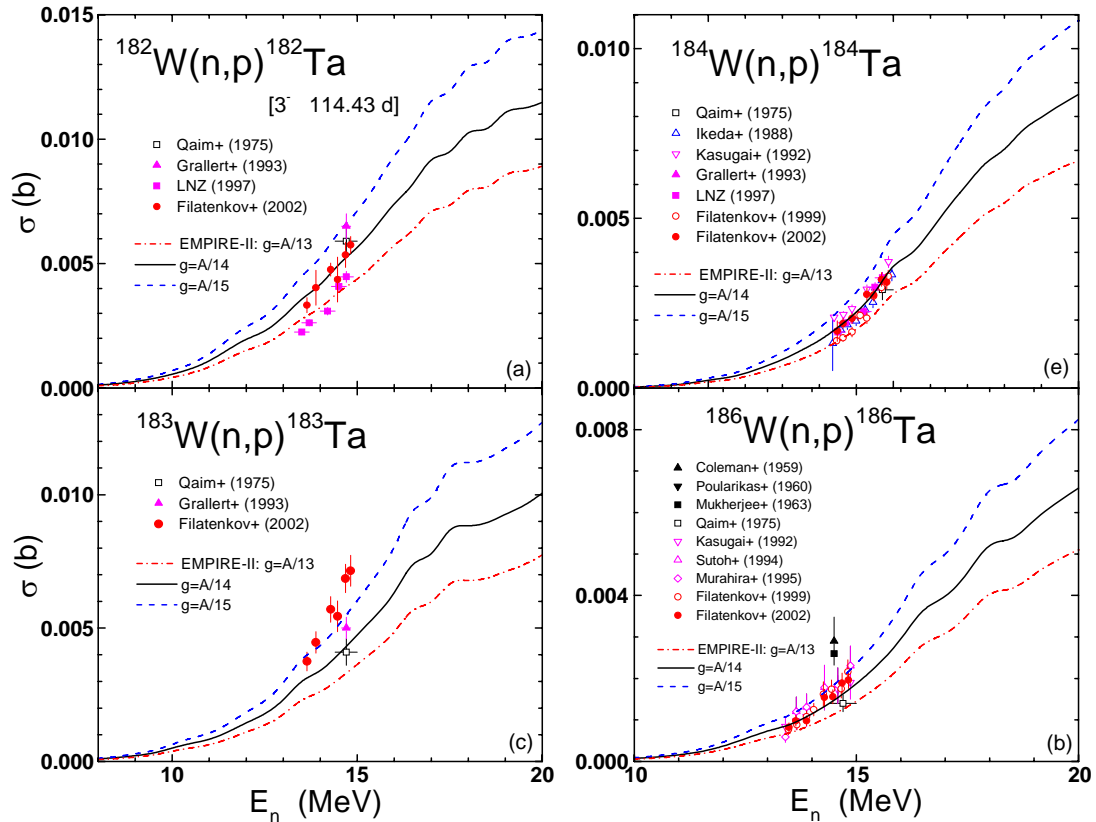 0.015
0.010
0.005
0.000
σ (b)
¹⁸²W(n,p)¹⁸²Ta
[3⁻ 114.43 d]
Qaim+ (1975)
Grallert+ (1993)
LNZ (1997)
Filatenkov+ (2002)
EMPIRE-II: g=A/13
g=A/14
g=A/15
(a)
0.010
0.005
0.000
¹⁸⁴W(n,p)¹⁸⁴Ta
Qaim+ (1975)
Ikeda+ (1988)
Kasugai+ (1992)
Grallert+ (1993)
LNZ (1997)
Filatenkov+ (1999)
Filatenkov+ (2002)
EMPIRE-II: g=A/13
g=A/14
g=A/15
(e)
0.010
0.005
0.000
σ (b)
¹⁸³W(n,p)¹⁸³Ta
Qaim+ (1975)
Grallert+ (1993)
Filatenkov+ (2002)
EMPIRE-II: g=A/13
g=A/14
g=A/15
(c)
10 15 20
Eₙ (MeV)
0.008
0.004
0.000
¹⁸⁶W(n,p)¹⁸⁶Ta
Coleman+ (1959)
Poularikas+ (1960)
Mukherjee+ (1963)
Qaim+ (1975)
Kasugai+ (1992)
Sutoh+ (1994)
Murahira+ (1995)
Filatenkov+ (1999)
Filatenkov+ (2002)
EMPIRE-II: g=A/13
g=A/14
g=A/15
(b)
10 15 20
Eₙ (MeV)